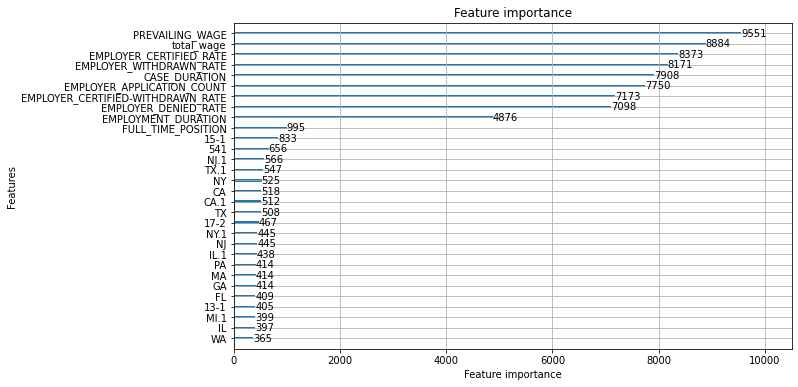 Feature importance
PREVAILING_WAGE 9551
total_wage 8884
EMPLOYER_CERTIFIED_RATE 8373
EMPLOYER_WITHDRAWN_RATE 8171
CASE_DURATION 7908
EMPLOYER_APPLICATION_COUNT 7750
EMPLOYER_CERTIFIED-WITHDRAWN_RATE 7173
EMPLOYER_DENIED_RATE 7098
EMPLOYMENT_DURATION 4876
FULL_TIME_POSITION 995
15-1 833
541 656
NJ.1 566
TX.1 547
NY 525
CA 518
CA.1 512
TX 508
17-2 467
NY.1 445
NJ 445
IL.1 438
PA 414
MA 414
GA 414
FL 409
13-1 405
MI.1 399
IL 397
WA 365
Features
0 2000 4000 6000 8000 10000
Feature importance